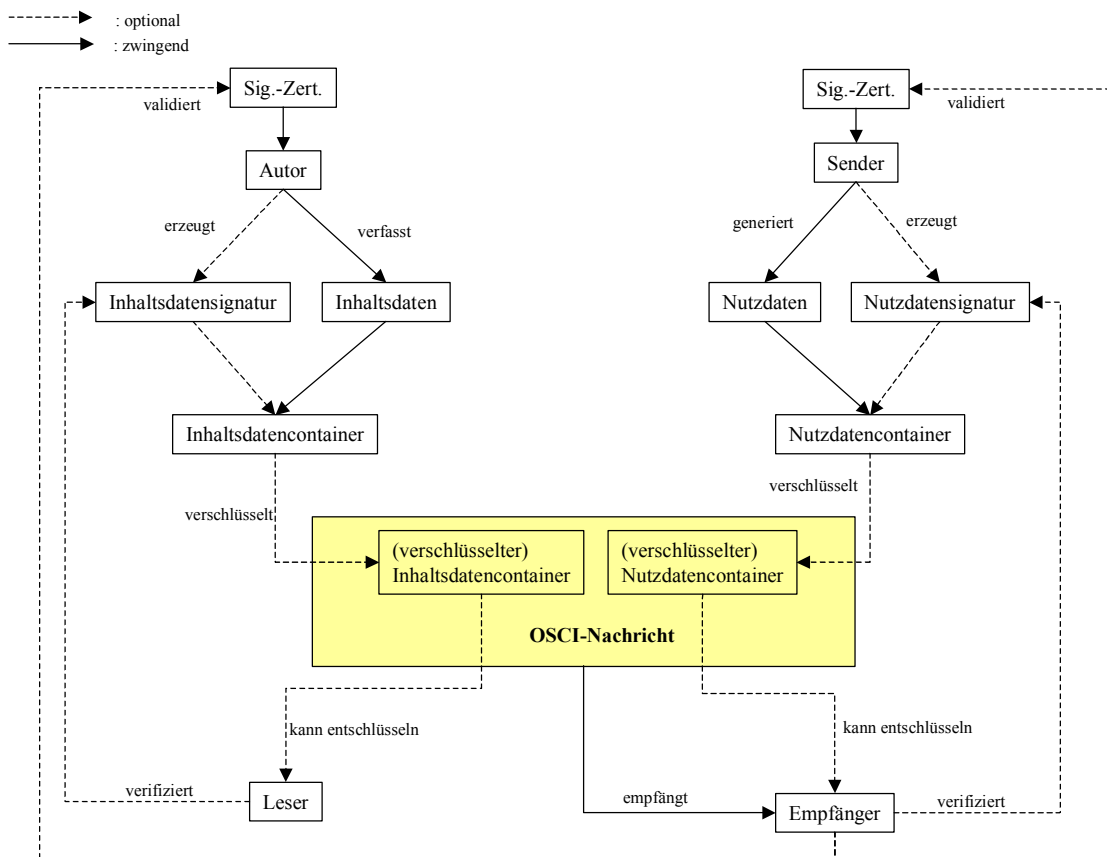 : optional
: zwingend
Sig.-Zert.
Sig.-Zert.
validiert
validiert
Autor
Sender
erzeugt
verfasst
generiert
erzeugt
Inhaltsdatensignatur
Inhaltsdaten
Nutzdaten
Nutzdatensignatur
Inhaltsdatencontainer
Nutzdatencontainer
verschlüsselt
verschlüsselt
(verschlüsselter)
Inhaltsdatencontainer
(verschlüsselter)
Nutzdatencontainer
OSCI-Nachricht
kann entschlüsseln
kann entschlüsseln
verifiziert
Leser
empfängt
Empfänger
verifiziert